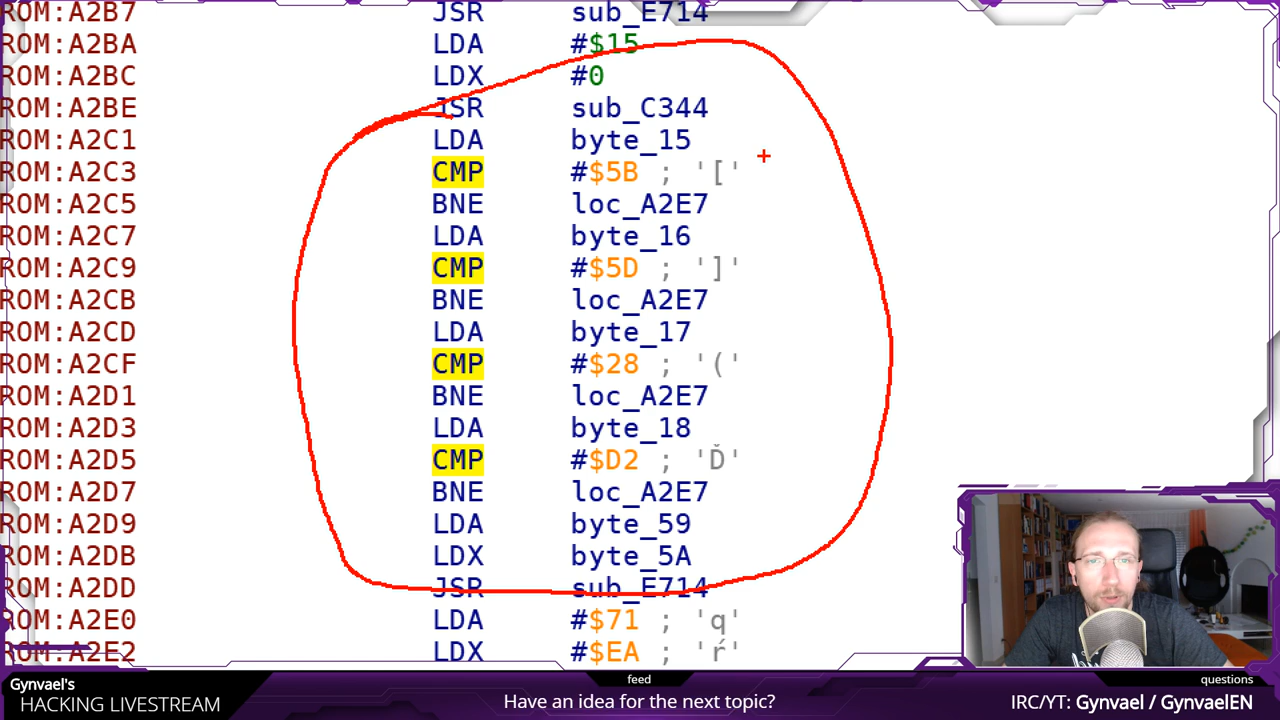 ROM:A2B7 JSR sub_E714
ROM:A2BA LDA #$15
ROM:A2BC LDX #0
ROM:A2BE JSR sub_C344
ROM:A2C1 LDA byte_15
ROM:A2C3 CMP #$5B ; '['
ROM:A2C5 BNE loc_A2E7
ROM:A2C7 LDA byte_16
ROM:A2C9 CMP #$5D ; ']'
ROM:A2CB BNE loc_A2E7
ROM:A2CD LDA byte_17
ROM:A2CF CMP #$28 ; '('
ROM:A2D1 BNE loc_A2E7
ROM:A2D3 LDA byte_18
ROM:A2D5 CMP #$D2 ; 'Ď'
ROM:A2D7 BNE loc_A2E7
ROM:A2D9 LDA byte_59
ROM:A2DB LDX byte_5A
ROM:A2DD JSR sub_E714
ROM:A2E0 LDA #$71 ; 'q'
ROM:A2E2 LDX #$EA ; 'ŕ'
Gynvael's
HACKING LIVESTREAM
feed
Have an idea for the next topic?
questions
IRC/YT: Gynvael / GynvaelEN